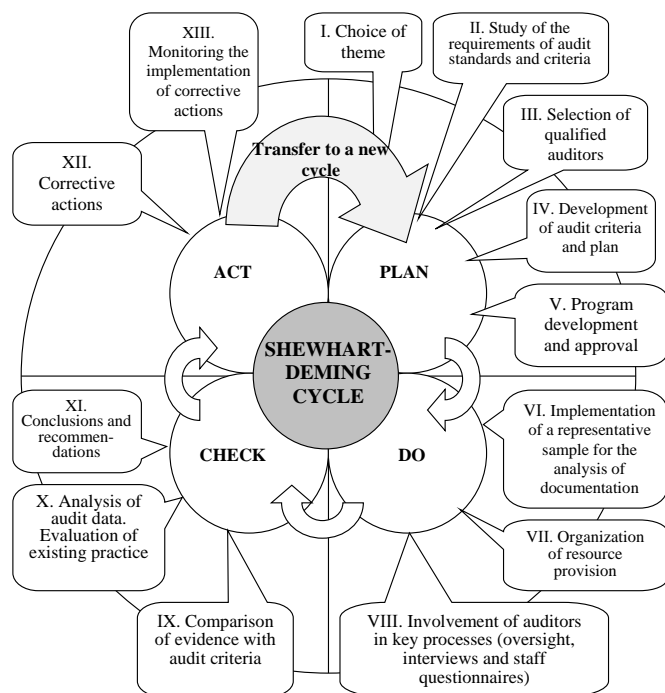 XIII.
Monitoring the
implementation
of corrective
actions
I. Choice of
theme
II. Study of the
requirements of audit
standards and criteria
III. Selection of
qualified
auditors
XII.
Corrective
actions
Transfer to a new
cycle
IV. Development
of audit criteria
and plan
ACT
PLAN
V. Program
development
and approval
SHEWHART-
DEMING
CYCLE
XI.
Conclusions and
recommen-
dations
VI. Implementation
of a representative
sample for the
analysis of
documentation
CHECK
DO
X. Analysis of
audit data.
Evaluation of
existing practice
VII. Organization
of resource
provision
IX. Comparison
of evidence with
audit criteria
VIII. Involvement of auditors
in key processes (oversight,
interviews and staff
questionnaires)